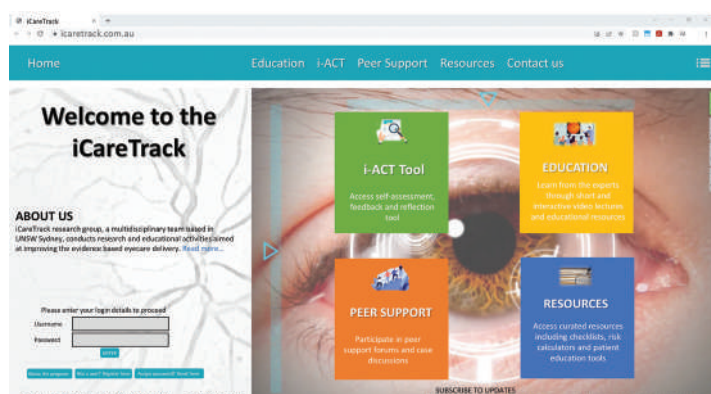 iCareTrack
icaretrack.com.au
Home
Education i-ACT Peer Support Resources Contact us
Welcome to the
iCareTrack
ABOUT US
iCareTrack research group, a multidisciplinary team based in
UNSW Sydney, conducts research and educational activities aimed
at improving the evidence based eyecare delivery. Read more...
Please enter your login details to proceed
Username
Password
i-ACT Tool
Access self-assessment,
feedback and reflection
tool
EDUCATION
Learn from the experts
through short and
interactive video lectures
and educational resources
PEER SUPPORT
Participate in peer
support forums and case
discussions
RESOURCES
Access curated resources
including checklists, risk
calculators and patient
education tools
SUBSCRIBE TO UPDATES